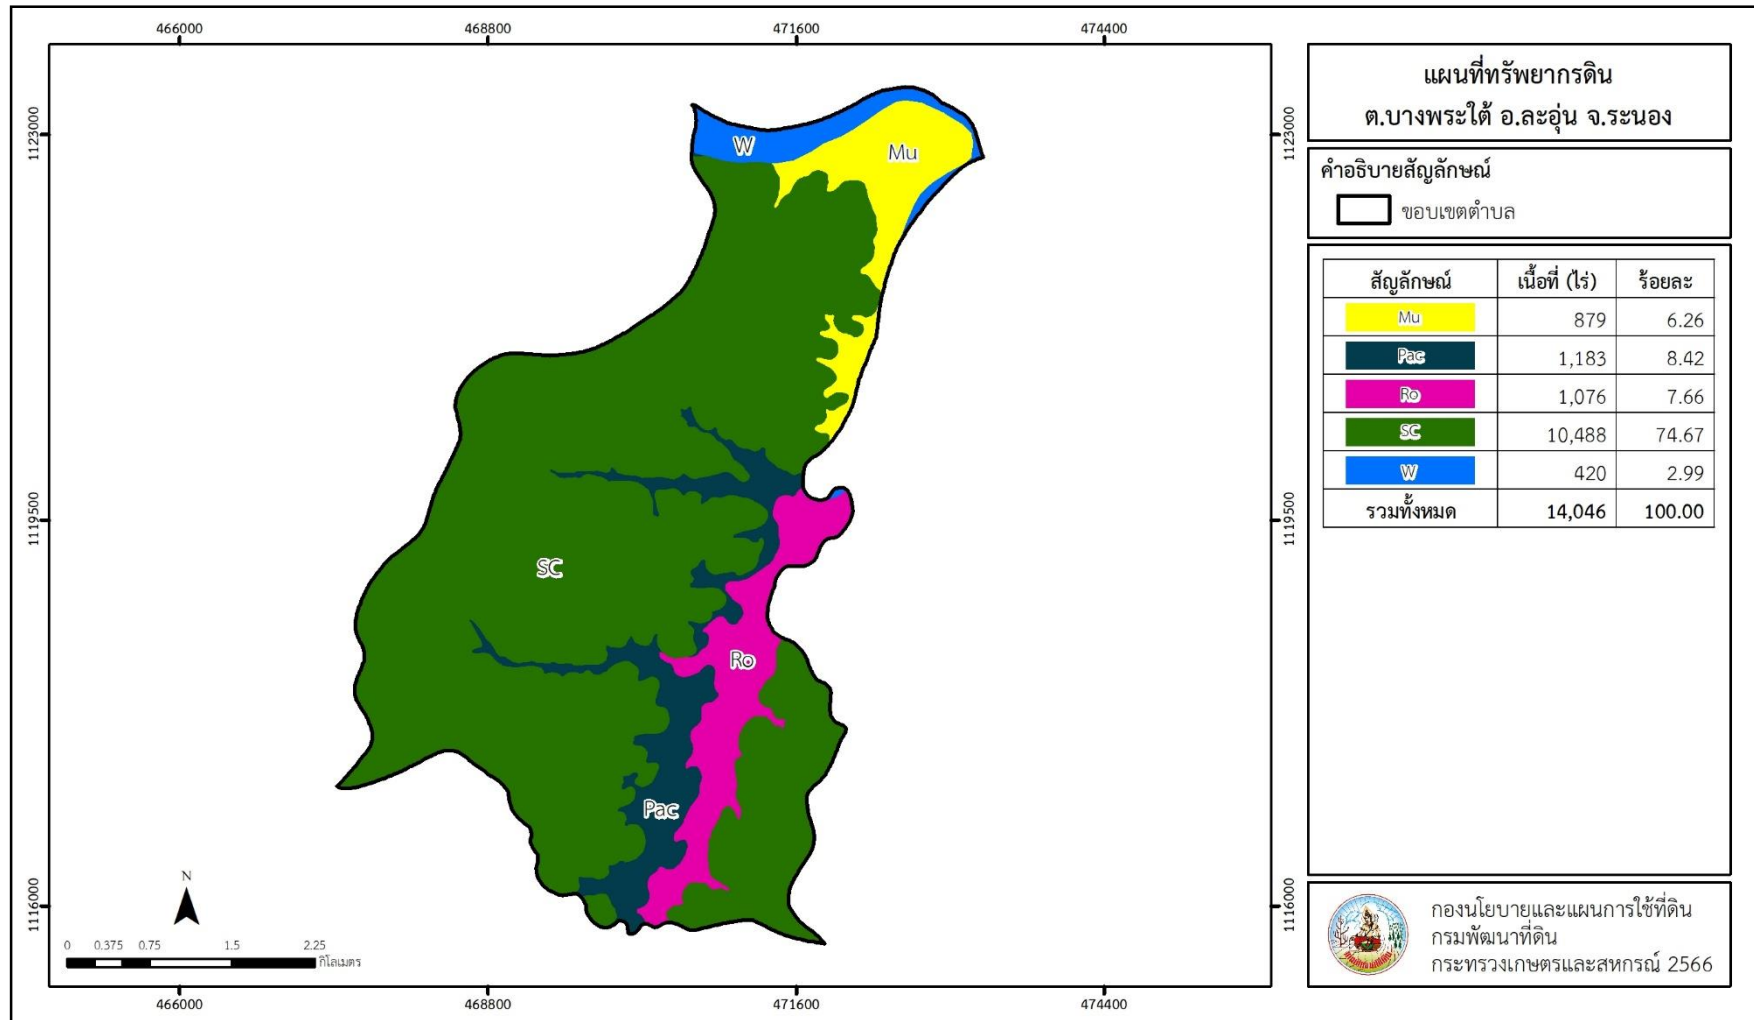 466000 468800 471600 474400
1123000
1119500
1116000
1123000
1119500
1116000
W
Mu
SC
Ro
Pac
N
0 0.375 0.75 1.5 2.25
กิโลเมตร
466000 468800 471600 474400
แผนที่ทรัพยากรดิน
ต.บางพระใต้ อ.ละอุ่น จ.ระนอง
คำอธิบายสัญลักษณ์
ขอบเขตตำบล
สัญลักษณ์ เนื้อที่ (ไร่) ร้อยละ
Mu 879 6.26
Pac 1,183 8.42
Ro 1,076 7.66
SC 10,488 74.67
W 420 2.99
รวมทั้งหมด 14,046 100.00
กองนโยบายและแผนการใช้ที่ดิน
กรมพัฒนาที่ดิน
กระทรวงเกษตรและสหกรณ์ 2566